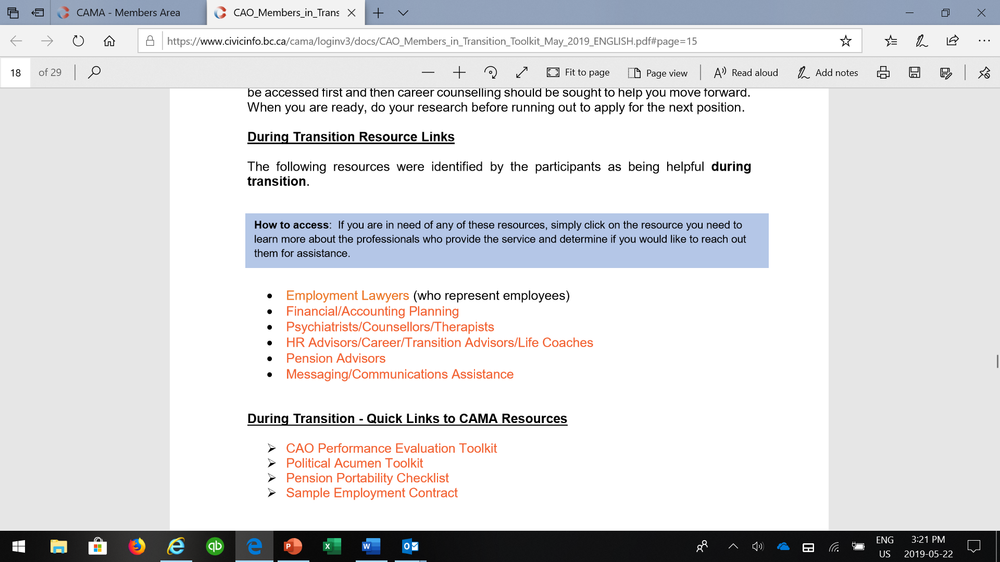 CAMA - Members Area
CAO_Members_in_Trans
https://www.civicinfo.bc.ca/cama/loginv3/docs/CAO_Members_in_Transition_Toolkit_May_2019_ENGLISH.pdf#page=15
18 of 29
Fit to page
Page view
Read aloud
Add notes
be accessed first and then career counselling should be sought to help you move forward.
When you are ready, do your research before running out to apply for the next position.
During Transition Resource Links
The following resources were identified by the participants as being helpful during
transition.
How to access: If you are in need of any of these resources, simply click on the resource you need to
learn more about the professionals who provide the service and determine if you would like to reach out
them for assistance.
• Employment Lawyers (who represent employees)
• Financial/Accounting Planning
• Psychiatrists/Counsellors/Therapists
• HR Advisors/Career/Transition Advisors/Life Coaches
• Pension Advisors
• Messaging/Communications Assistance
During Transition - Quick Links to CAMA Resources
➢ CAO Performance Evaluation Toolkit
➢ Political Acumen Toolkit
➢ Pension Portability Checklist
➢ Sample Employment Contract
ENG
US
3:21 PM
2019-05-22